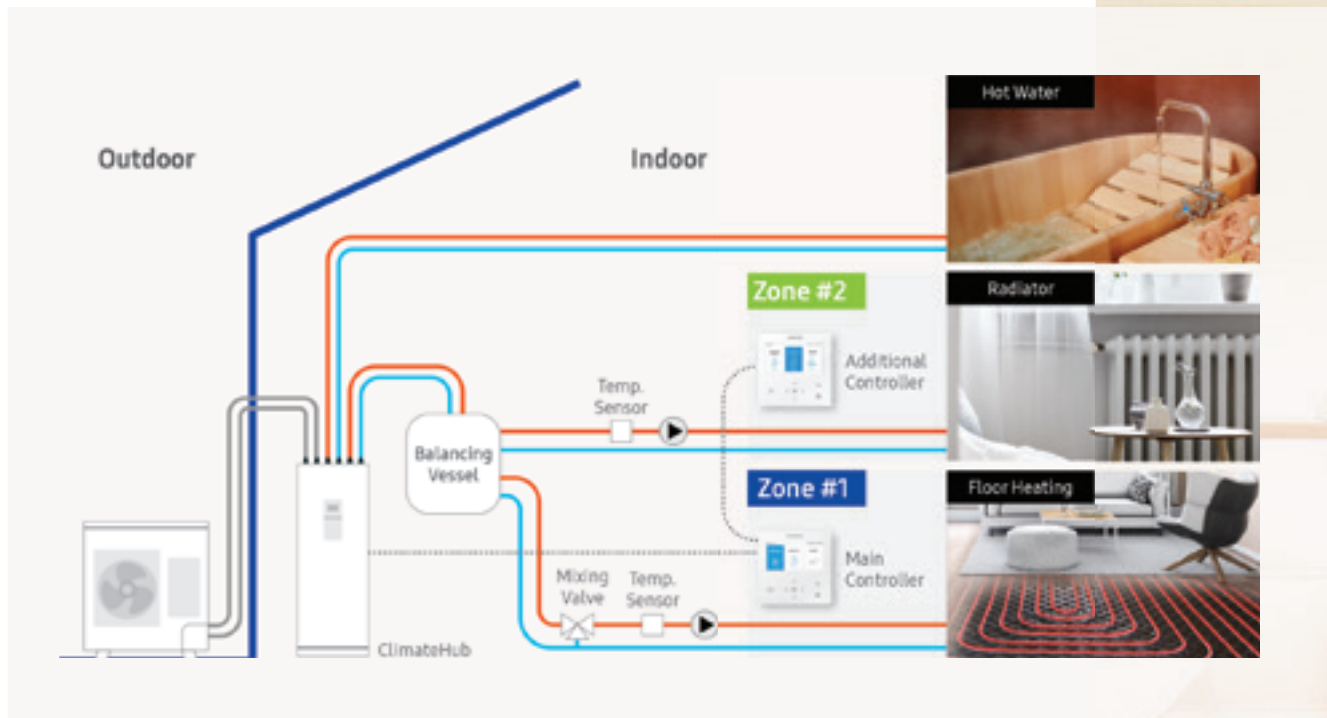 Outdoor
Indoor
Hot Water
Zone #2
Radiator
Additional
Controller
Temp.
Sensor
Balancing
Vessel
Zone #1
Floor Heating
Main
Controller
Mixing
Valve
Temp.
Sensor
ClimateHub